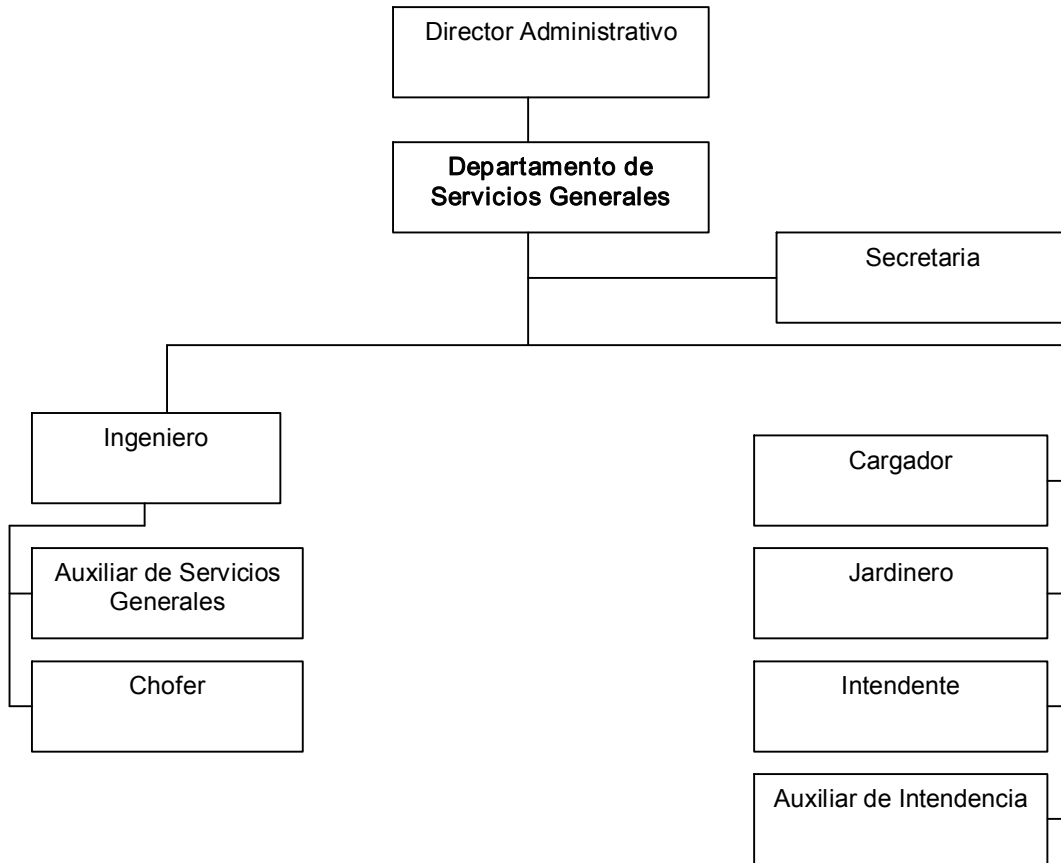 Director Administrativo
Departamento de
Servicios Generales
Secretaria
Ingeniero
Cargador
Auxiliar de Servicios
Generales
Jardinero
Chofer
Intendente
Auxiliar de Intendencia